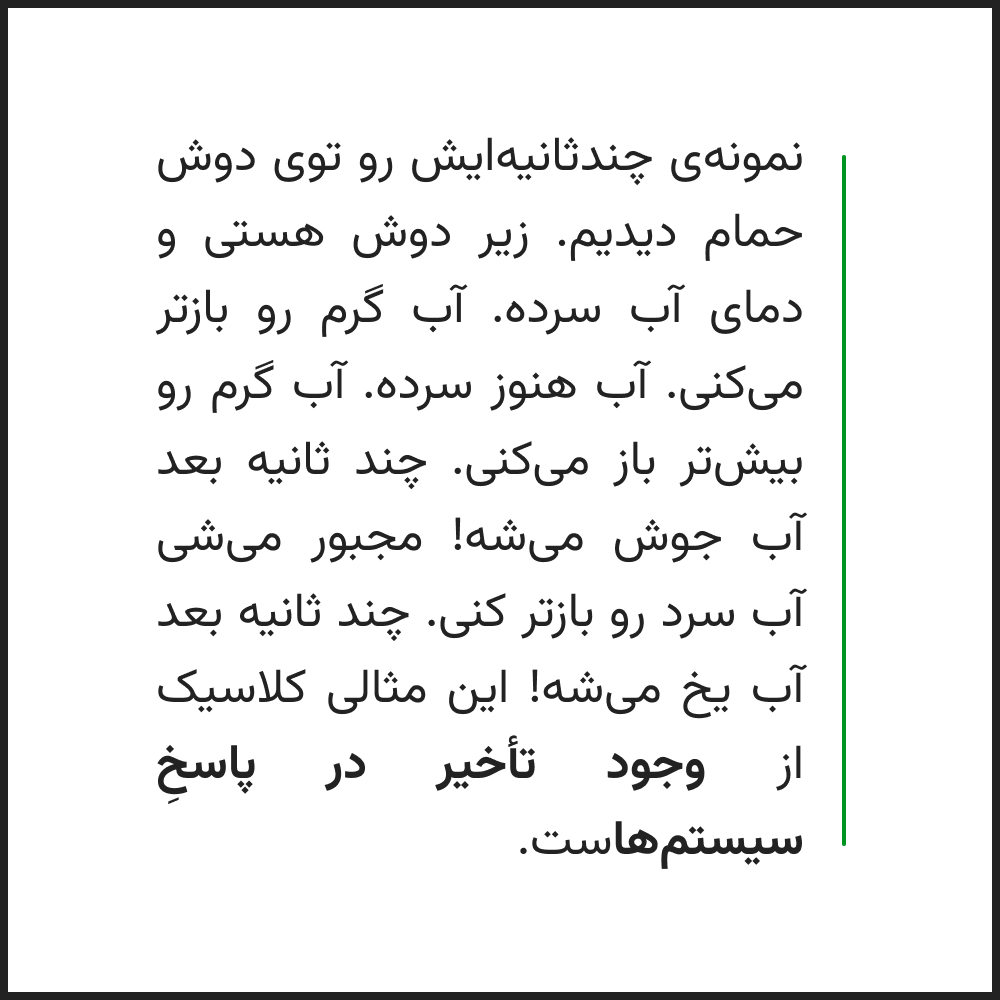 نمونه‌ی چندثانیه‌ایش رو توی دوش
حمام دیدیم. زیر دوش هستی و
دمای آب سرده. آب گرم رو بازتر
می‌کنی. آب هنوز سرده. آب گرم رو
بیش‌تر باز می‌کنی. چند ثانیه بعد
آب جوش می‌شه! مجبور می‌شی
آب سرد رو بازتر کنی. چند ثانیه بعد
آب یخ می‌شه! این مثالی کلاسیک
از وجود تأخیر در پاسخِ
سیستم‌هاست.